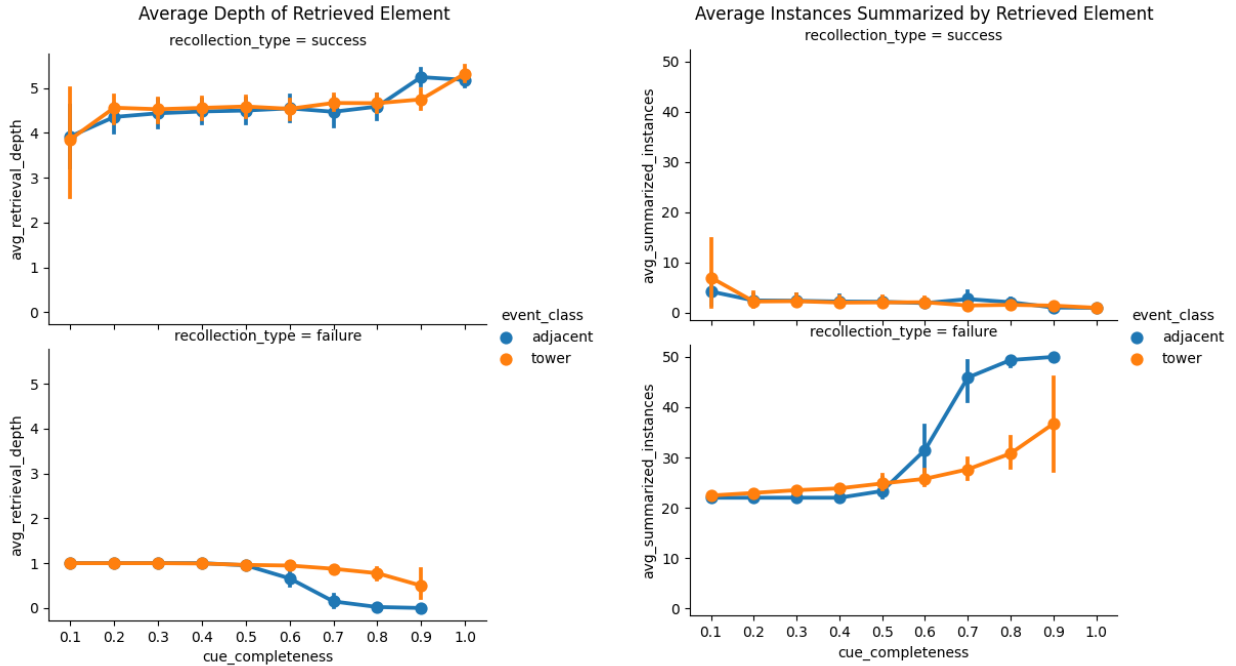 Average Depth of Retrieved Element
recollection_type = success
5
4
3
2
1
0
avg_retrieval_depth
recollection_type = failure
5
4
3
2
1
0
avg_retrieval_depth
0.1 0.2 0.3 0.4 0.5 0.6 0.7 0.8 0.9 1.0
cue_completeness
event_class
adjacent
tower
Average Instances Summarized by Retrieved Element
recollection_type = success
50
40
30
20
10
0
avg_summarized_instances
recollection_type = failure
50
40
30
20
10
0
avg_summarized_instances
0.1 0.2 0.3 0.4 0.5 0.6 0.7 0.8 0.9 1.0
cue_completeness
event_class
adjacent
tower